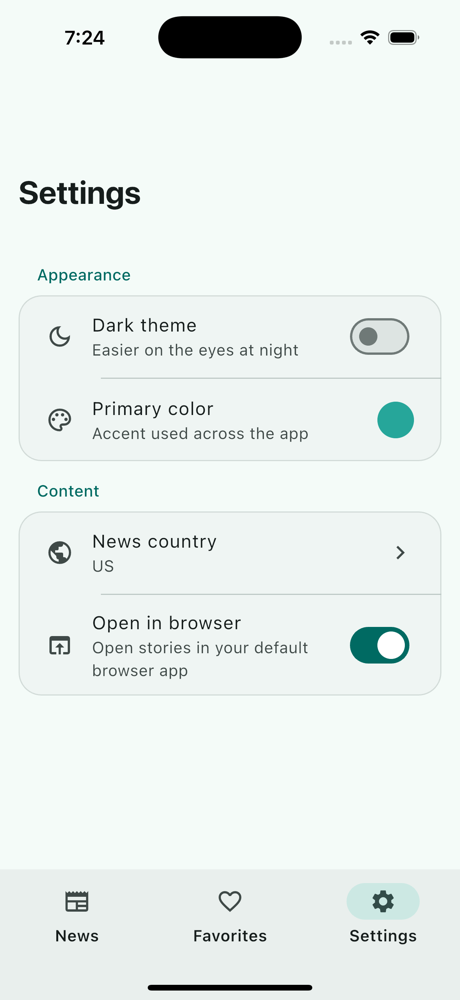 7:24
Settings
Appearance
Dark theme
Easier on the eyes at night
Primary color
Accent used across the app
Content
News country
US
Open in browser
Open stories in your default
browser app
News
Favorites
Settings